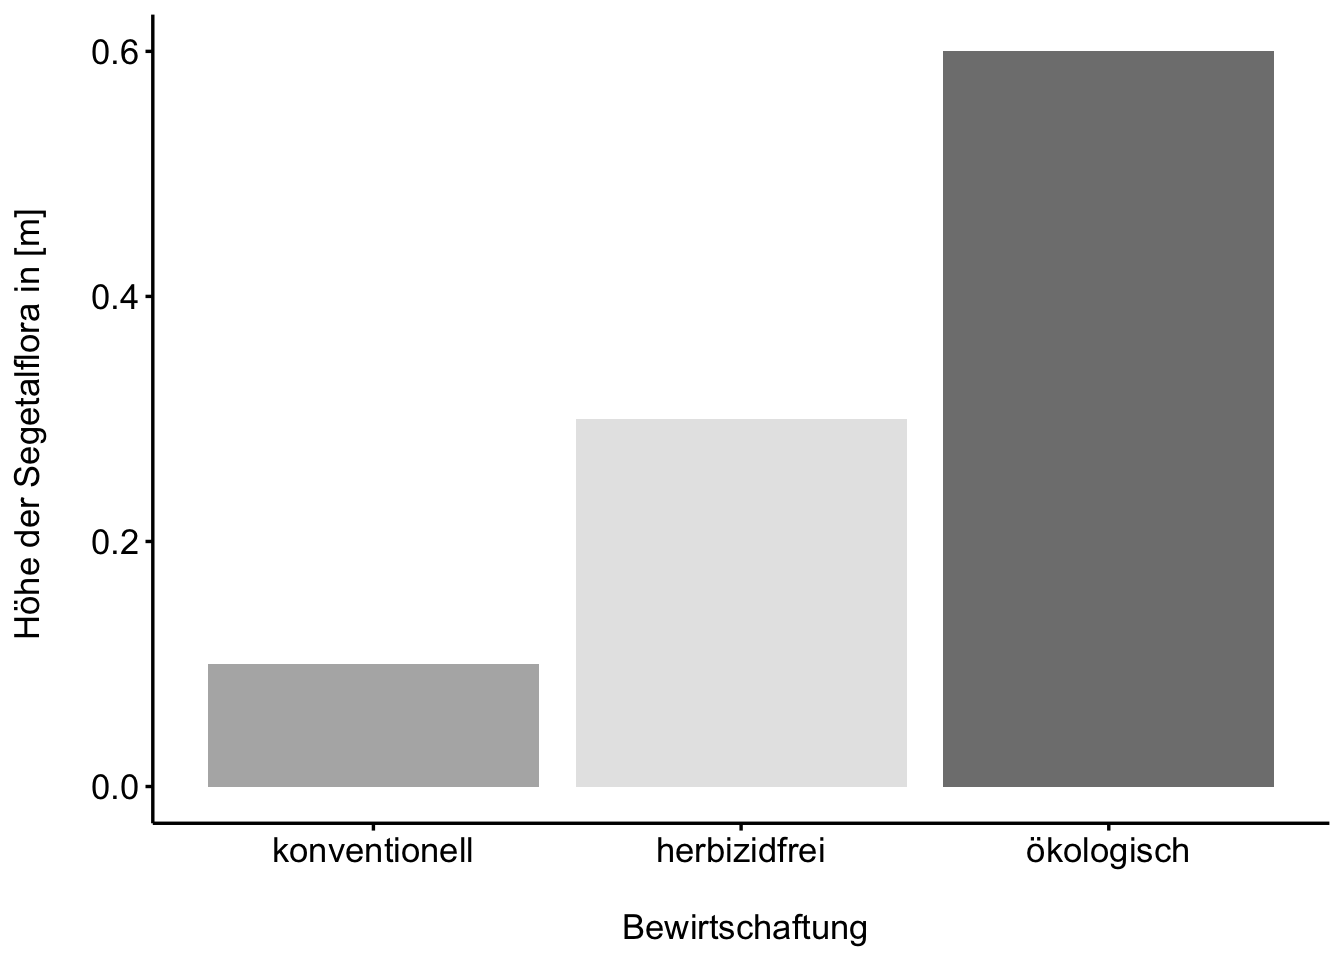 Höhe der Segetalflora in [m]
0.6
0.4
0.2
0.0
konventionell herbizidfrei ökologisch
Bewirtschaftung